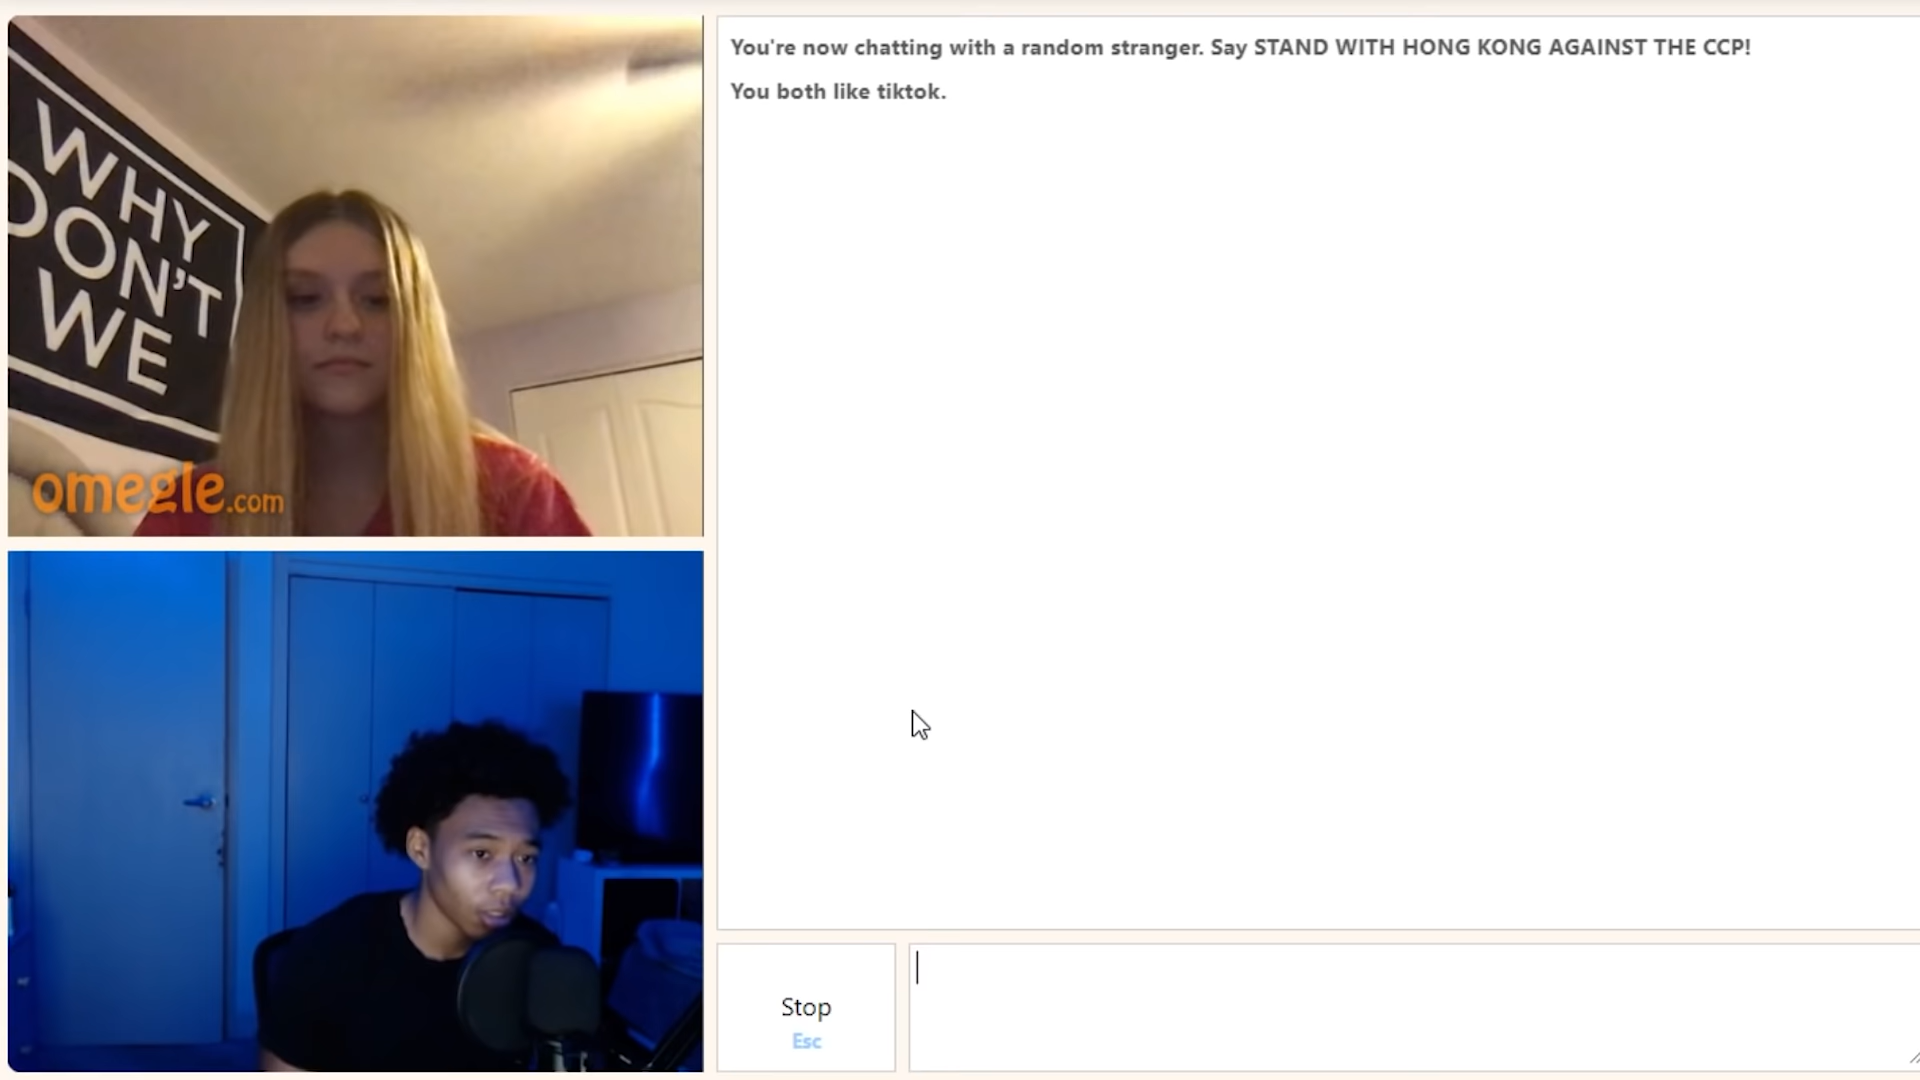 WHY
DON'T
WE
omegle.com
You're now chatting with a random stranger. Say STAND WITH HONG KONG AGAINST THE CCP!
You both like tiktok.
Stop
Esc